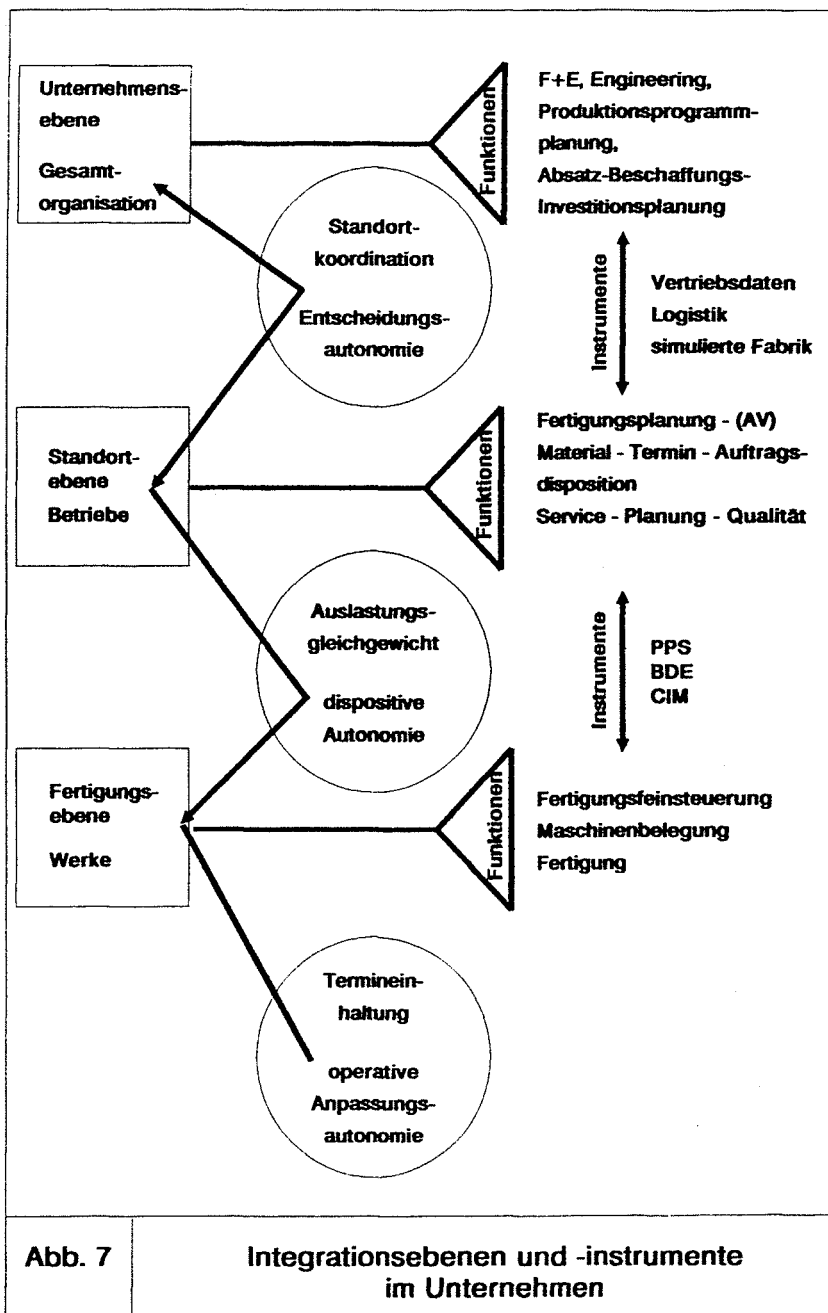 Unternehmens-
ebene
Gesamt-
organisation
Funktionen
F+E, Engineering,
Produktionsprogramm-
planung,
Absatz-Beschaffungs-
Investitionsplanung
Standort-
koordination
Entscheidungs-
autonomie
Instrumente
Vertriebsdaten
Logistik
simulierte Fabrik
Standort-
ebene
Betriebe
Funktionen
Fertigungsplanung - (AV)
Material - Termin - Auftrags-
disposition
Service - Planung - Qualität
Auslastungs-
gleichgewicht
dispositive
Autonomie
Instrumente
PPS
BDE
CIM
Fertigungs-
ebene
Werke
Funktionen
Fertigungsfeinsteuerung
Maschinenbelegung
Fertigung
Terminein-
haltung
operative
Anpassungs-
autonomie
Abb. 7
Integrationsebenen und -instrumente
im Unternehmen